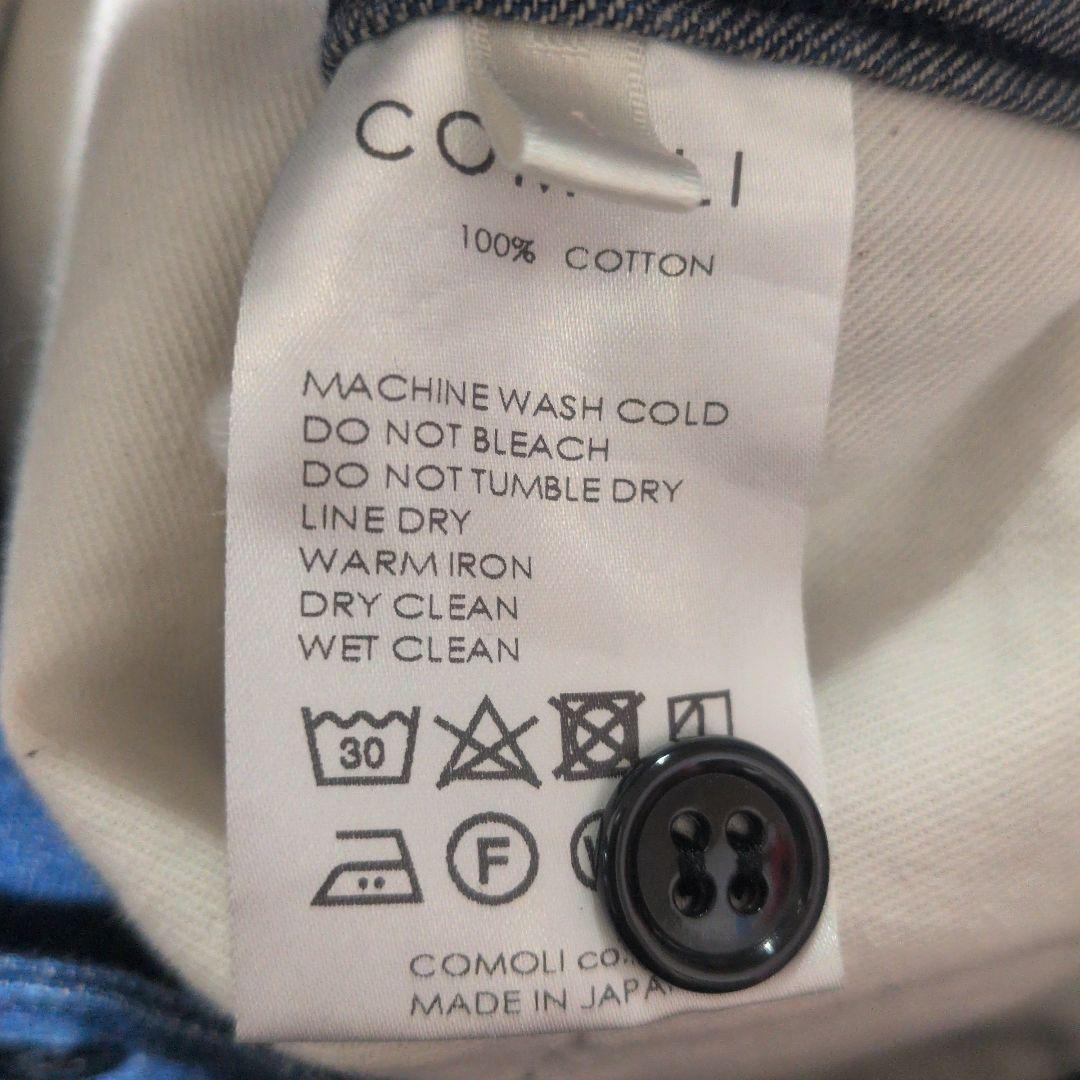 100% COTTON
MACHINE WASH COLD
DO NOT BLEACH
DO NOT TUMBLE DRY
LINE DRY
WARM IRON
DRY CLEAN
WET CLEAN
30
F
COMOLI co.
MADE IN